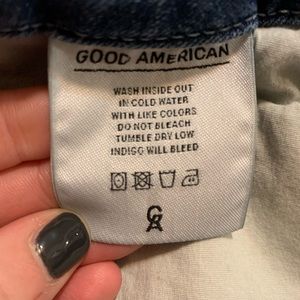 GOOD AMERICAN
WASH INSIDE OUT
IN COLD WATER
WITH LIKE COLORS
DO NOT BLEACH
TUMBLE DRY LOW
INDIGO WILL BLEED
GA